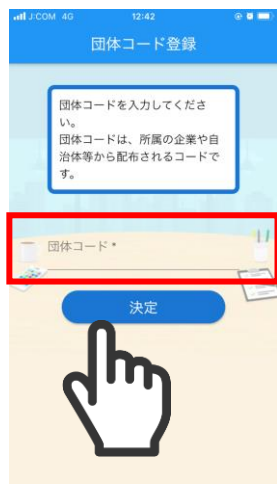 J:COM 4G 12:42
団体コード登録
団体コードを入力してくださ
い。
団体コードは、所属の企業や自
治体等から配布されるコードで
す。
団体コード *
決定